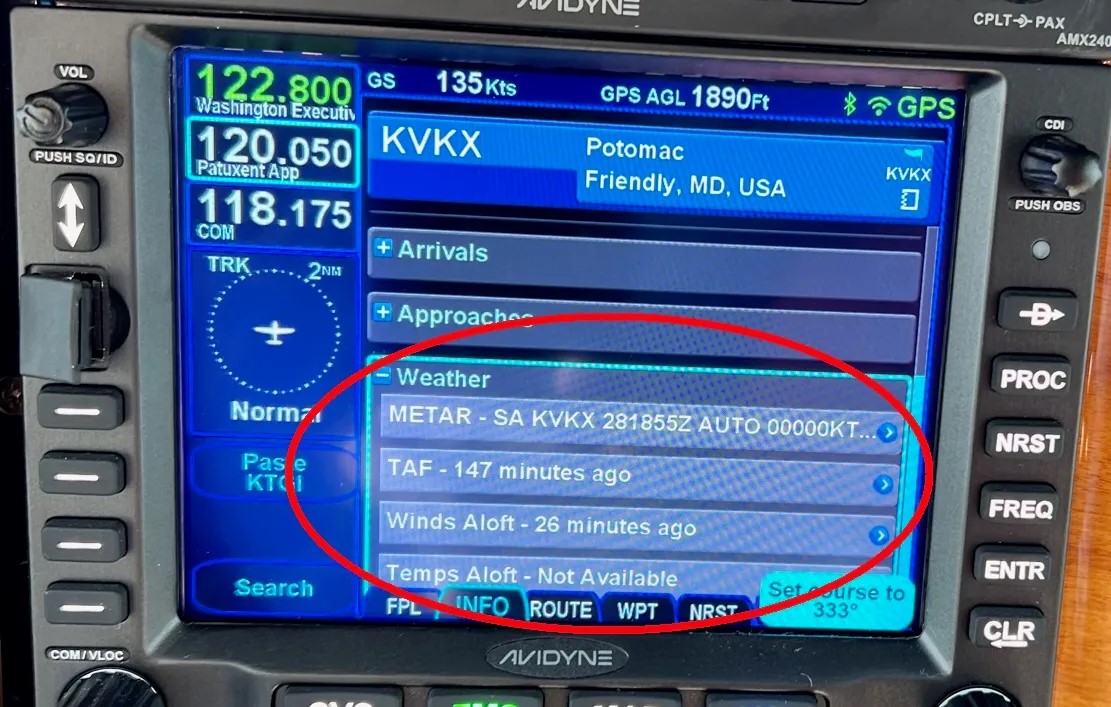 AVIDYNE
CPLT PAX
AMX240
VOL
PUSH SQ/ID
122.800
Washington Executiv
120.050
Patuxent App
118.175
COM
GS 135Kts
GPS AGL 1890Ft
GPS
KVKX
Potomac
Friendly, MD, USA
KVKX
CDI
PUSH OBS
TRK
2NM
Normal
Paste
Search
+ Arrivals
+ Approaches
− Weather
METAR - SA KVKX 281855Z AUTO 00000KT...
TAF - 147 minutes ago
Winds Aloft - 26 minutes ago
Temps Aloft - Not Available
Set course to
333°
FPL
INFO
ROUTE
WPT
NRST
D
PROC
NRST
FREQ
ENTR
CLR
COM/VLOC
AVIDYNE